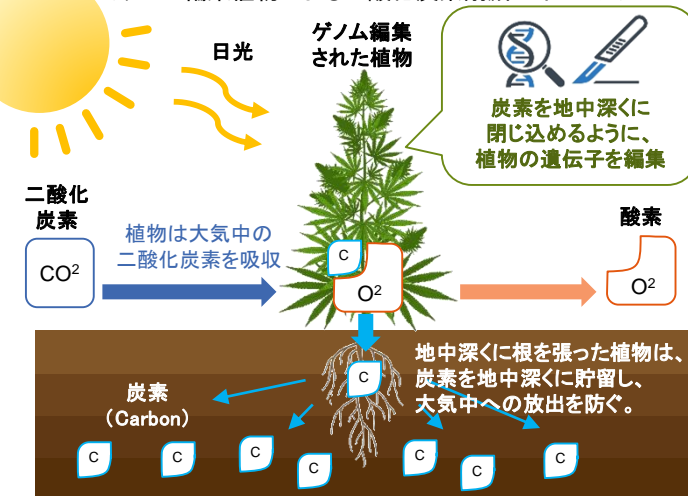 日光
ゲノム編集
された植物
炭素を地中深くに
閉じ込めるように、
植物の遺伝子を編集
二酸化
炭素
CO²
植物は大気中の
二酸化炭素を吸収
C
O²
酸素
O²
地中深くに根を張った植物は、
炭素を地中深くに貯留し、
大気中への放出を防ぐ。
C
炭素
（Carbon）
C
C
C
C
C
C
C